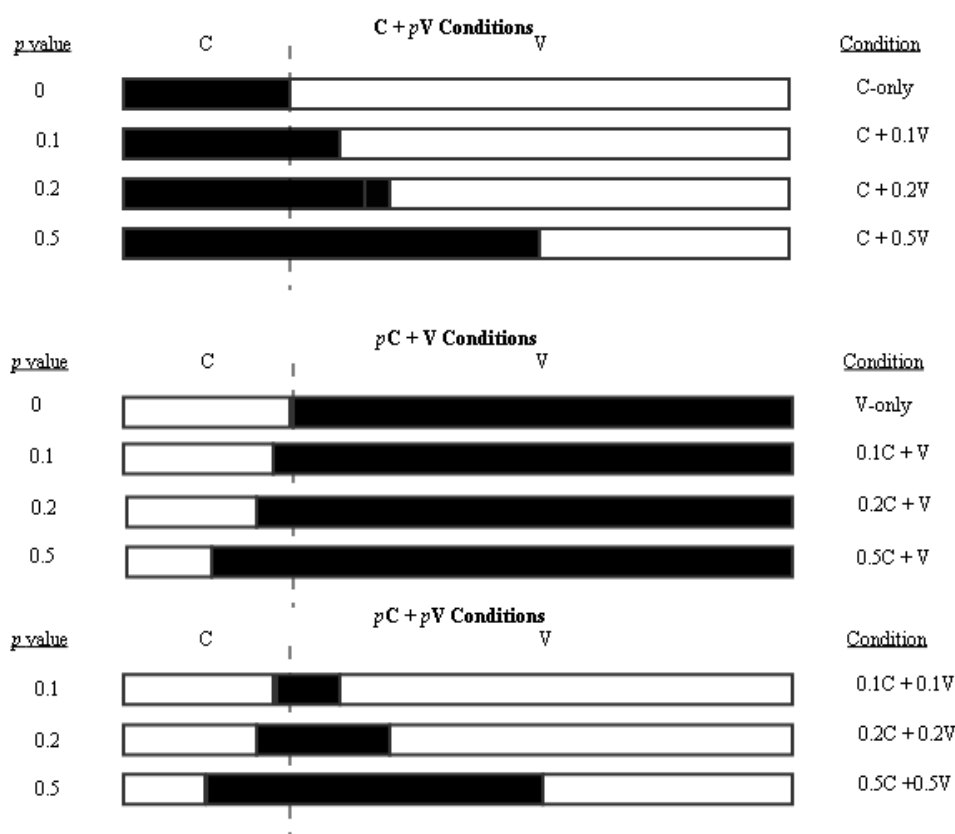 C + pV Conditions
p value C V Condition
0 C-only
0.1 C + 0.1V
0.2 C + 0.2V
0.5 C + 0.5V
pC + V Conditions
p value C V Condition
0 V-only
0.1 0.1C + V
0.2 0.2C + V
0.5 0.5C + V
pC + pV Conditions
p value C V Condition
0.1 0.1C + 0.1V
0.2 0.2C + 0.2V
0.5 0.5C +0.5V